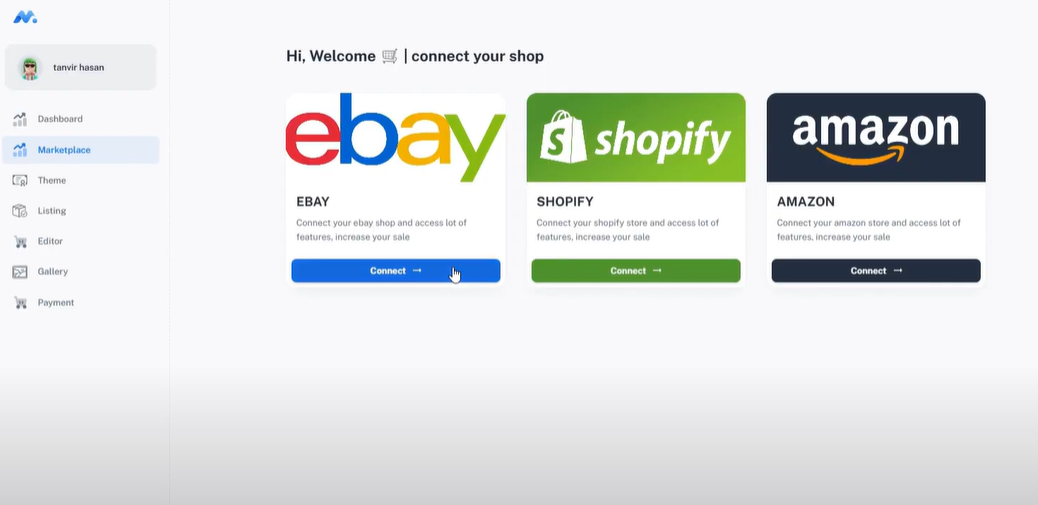 tanvir hasan
Dashboard
Marketplace
Theme
Listing
Editor
Gallery
Payment
Hi, Welcome 🛒 | connect your shop
ebay
EBAY
Connect your ebay shop and access lot of
features, increase your sale
Connect →
shopify
SHOPIFY
Connect your shopify store and access lot of
features, increase your sale
Connect →
amazon
AMAZON
Connect your amazon store and access lot of
features, increase your sale
Connect →